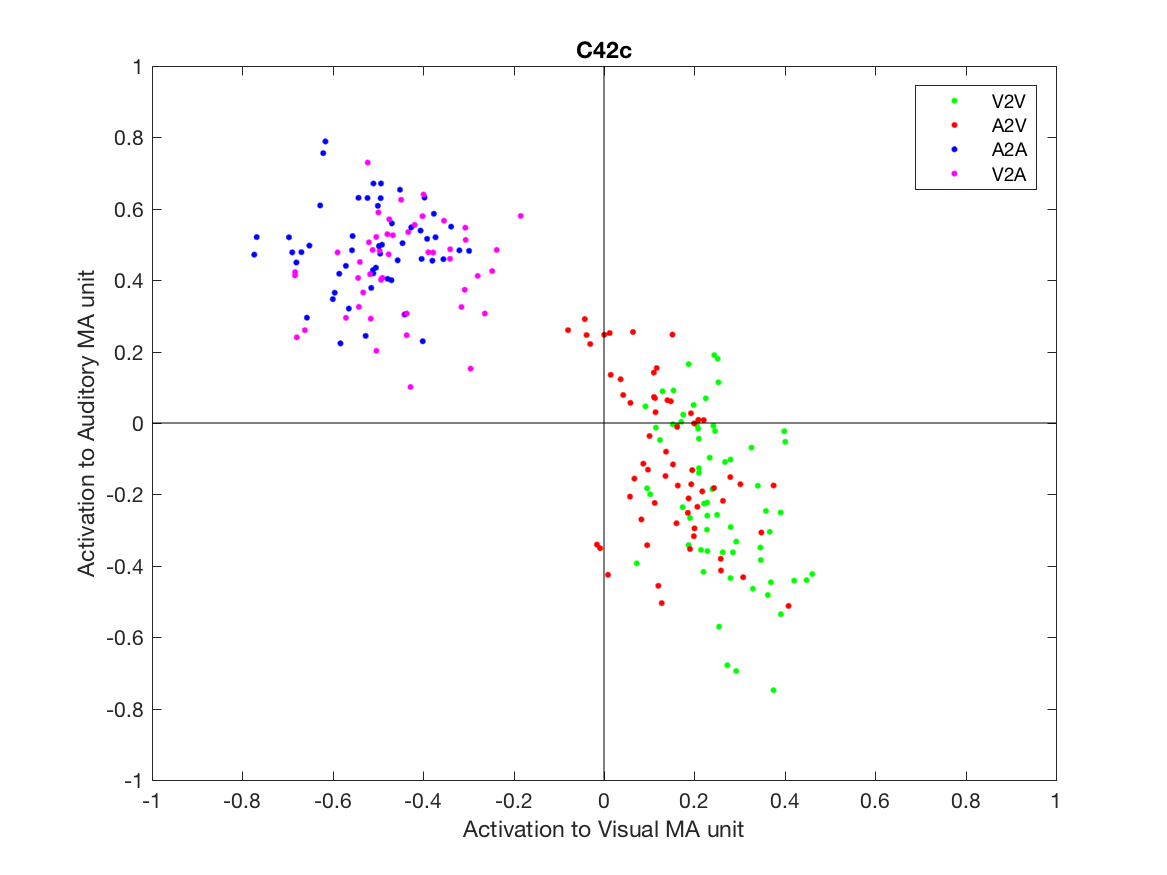 C42c
1
0.8
0.6
0.4
0.2
0
-0.2
-0.4
-0.6
-0.8
-1
Activation to Auditory MA unit
V2V
A2V
A2A
V2A
-1 -0.8 -0.6 -0.4 -0.2 0 0.2 0.4 0.6 0.8 1
Activation to Visual MA unit